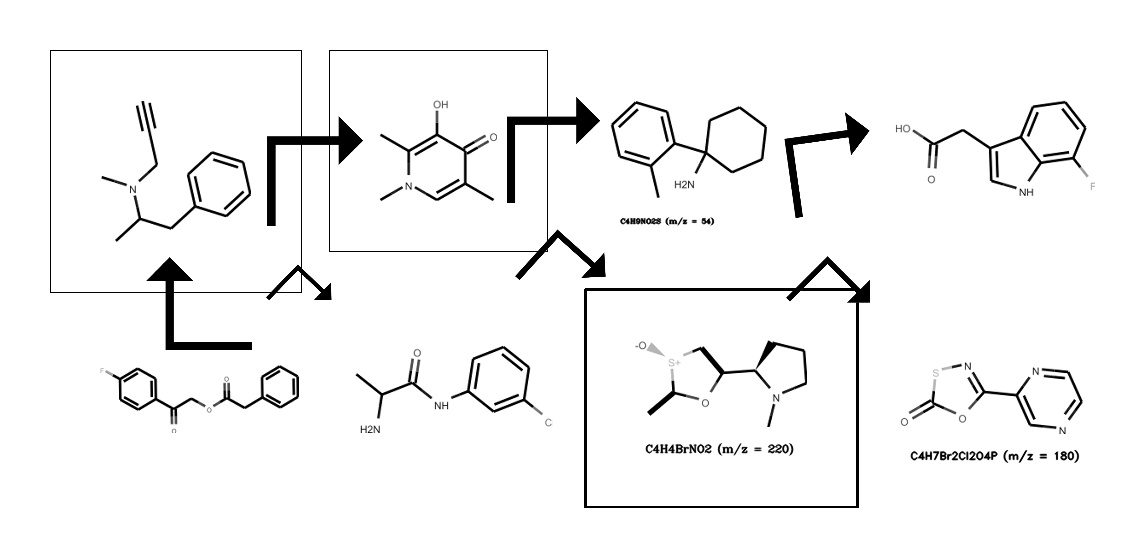 OH
O
N
N
H2N
C4H9NO2S (m/z = 54)
HO
O
NH
F
F
O
O
O
O
NH
H2N
C
-O
S+
O
N
C4H4BrNO2 (m/z = 220)
S
N
N
O
O
N
C4H7Br2Cl2O4P (m/z = 180)